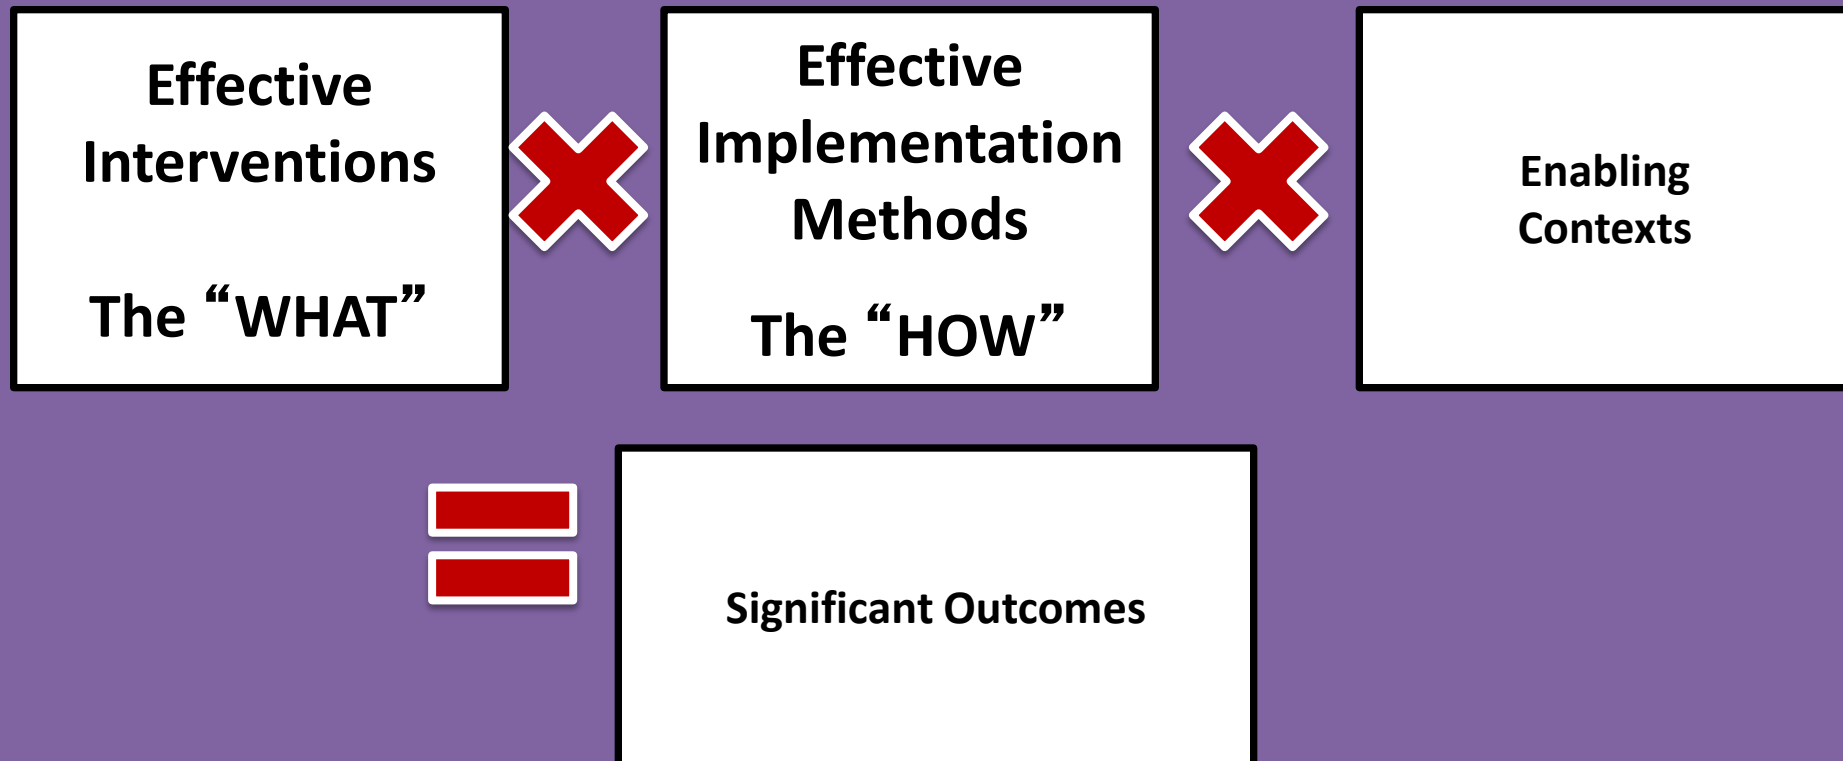 Effective
Interventions
The “WHAT”
Effective
Implementation
Methods
The “HOW”
Enabling
Contexts
Significant Outcomes